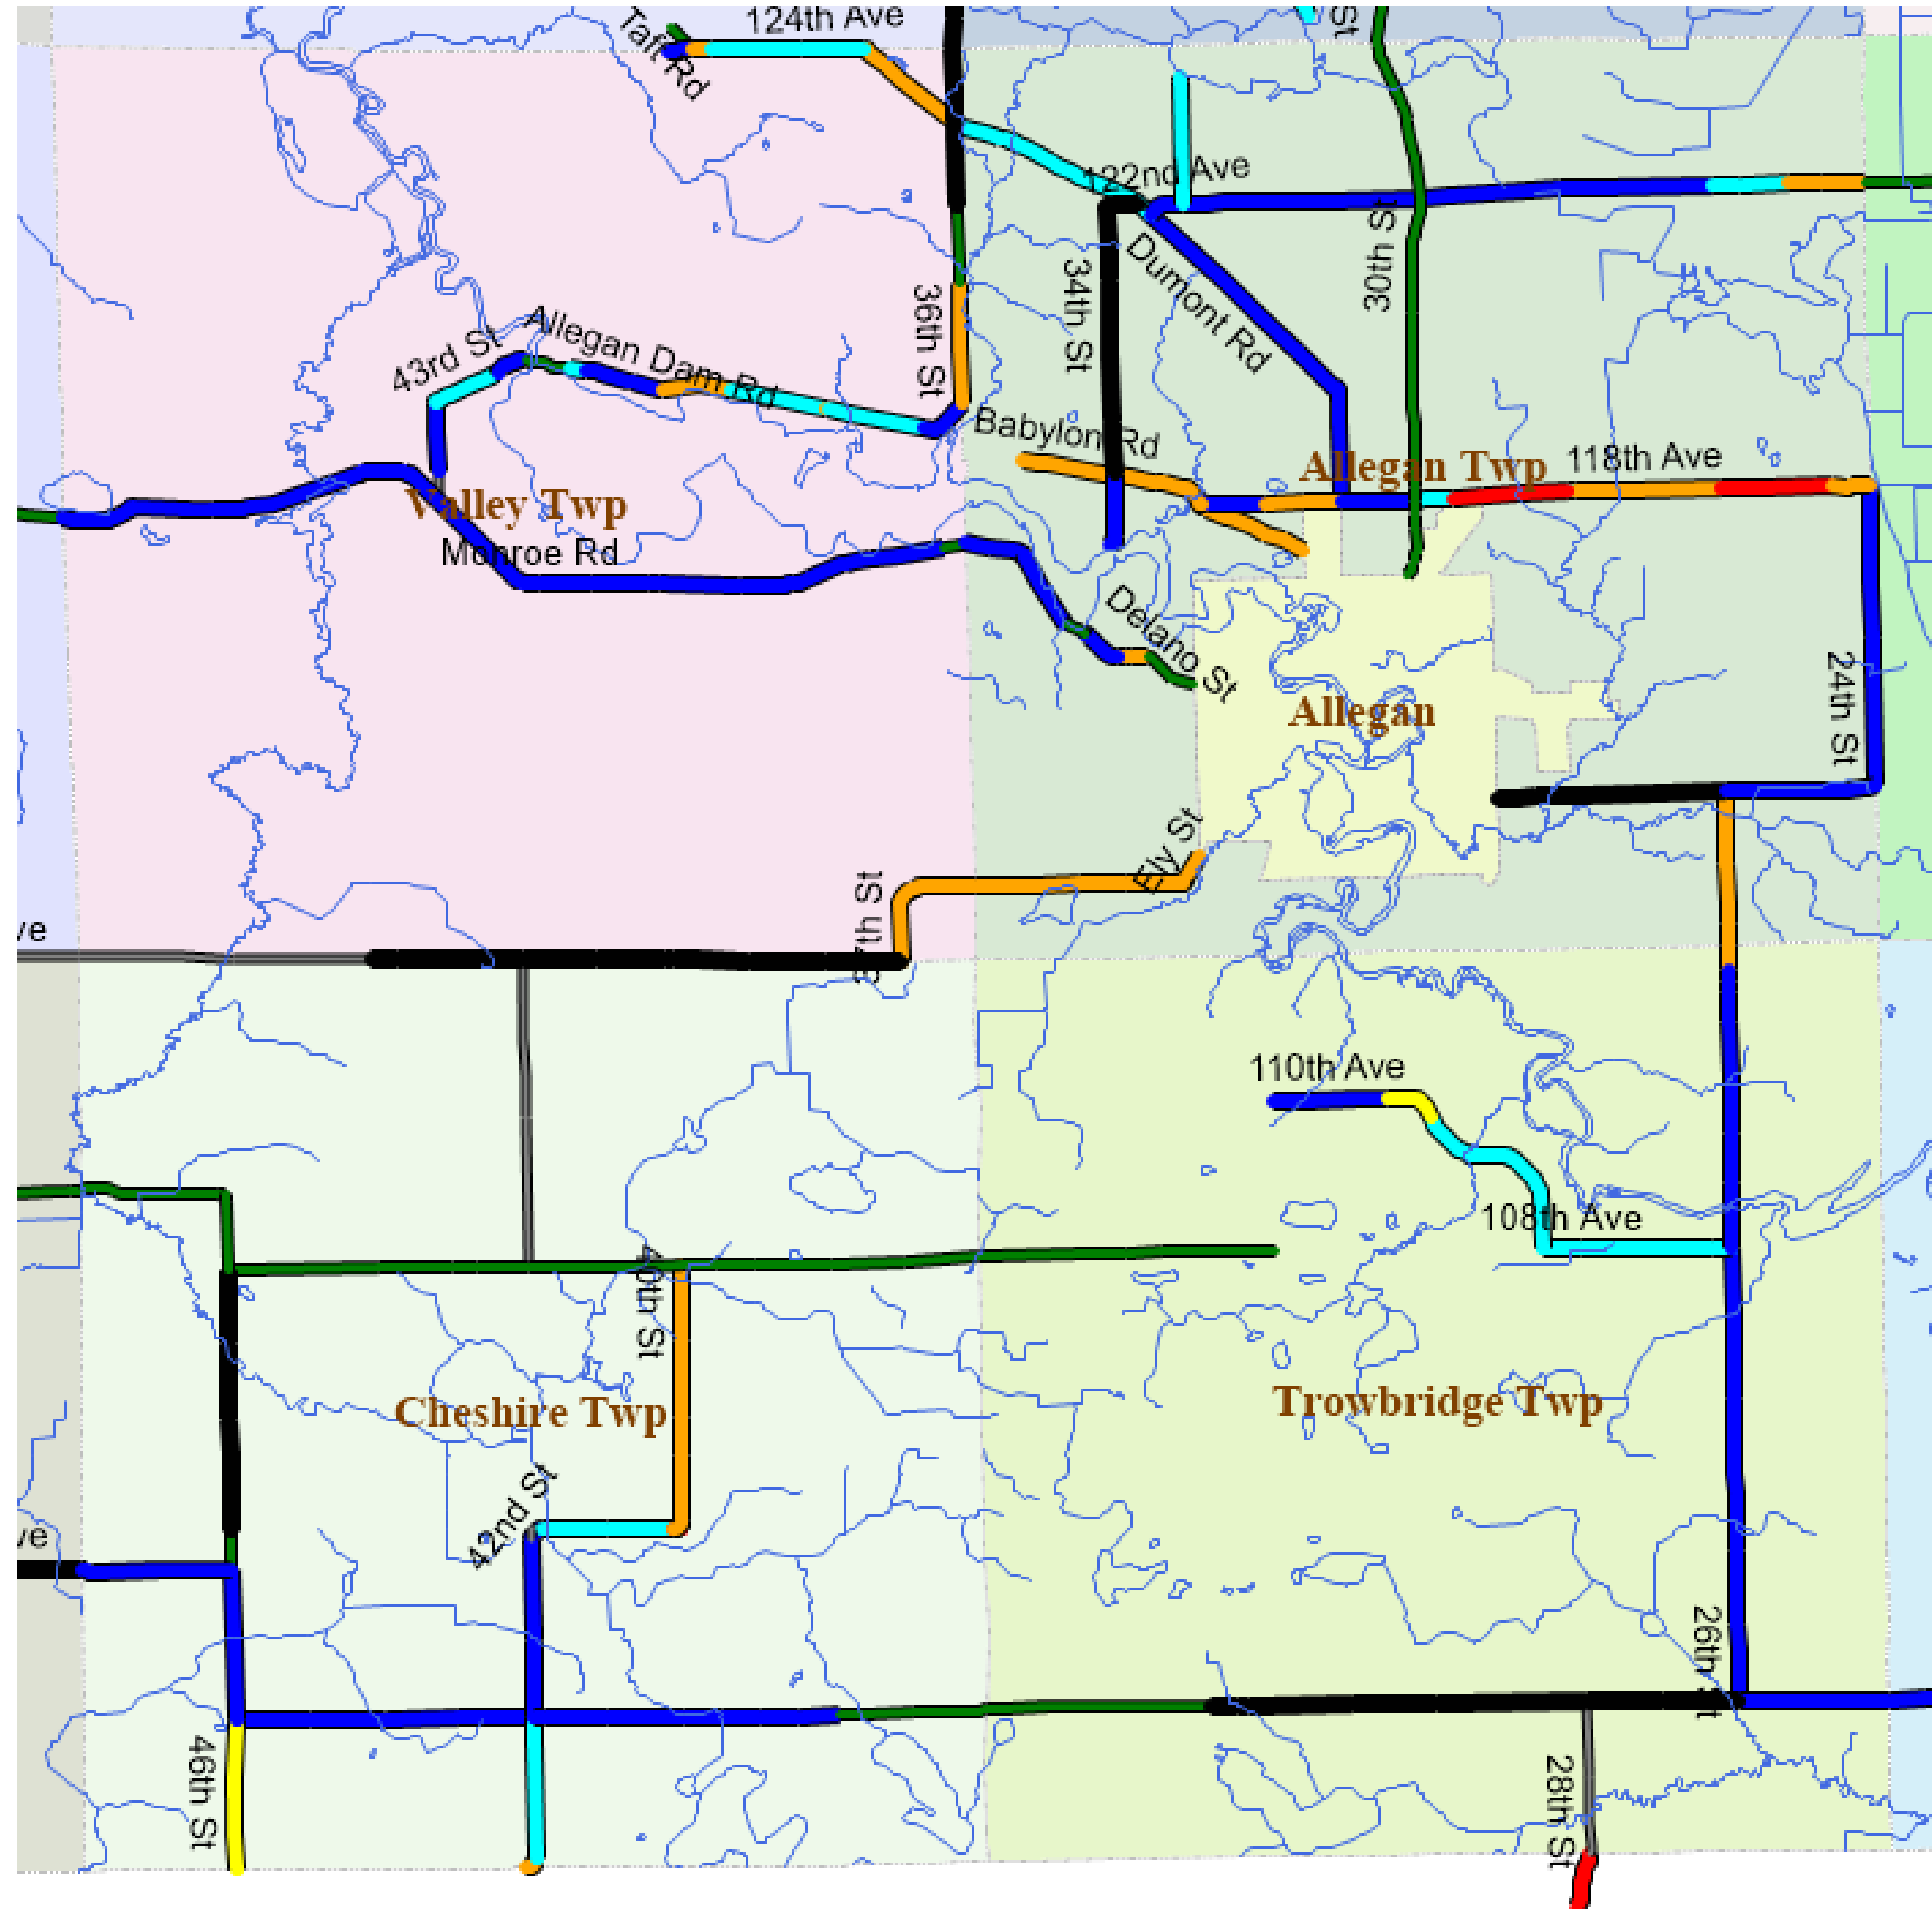 124th Ave
Taft Rd
St
122nd Ave
Dumont Rd
30th St
34th St
36th St
43rd St
Allegan Dam Rd
Babylon Rd
Allegan Twp
118th Ave
Valley Twp
Monroe Rd
Delano St
24th St
Allegan
Ely St
37th St
ve
110th Ave
108th Ave
40th St
Cheshire Twp
Trowbridge Twp
42nd St
ve
26th St
46th St
28th St